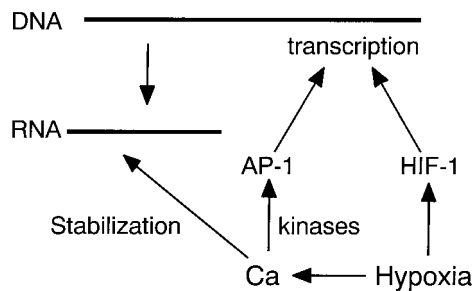 DNA
transcription
RNA
AP-1
HIF-1
Stabilization
kinases
Ca
Hypoxia